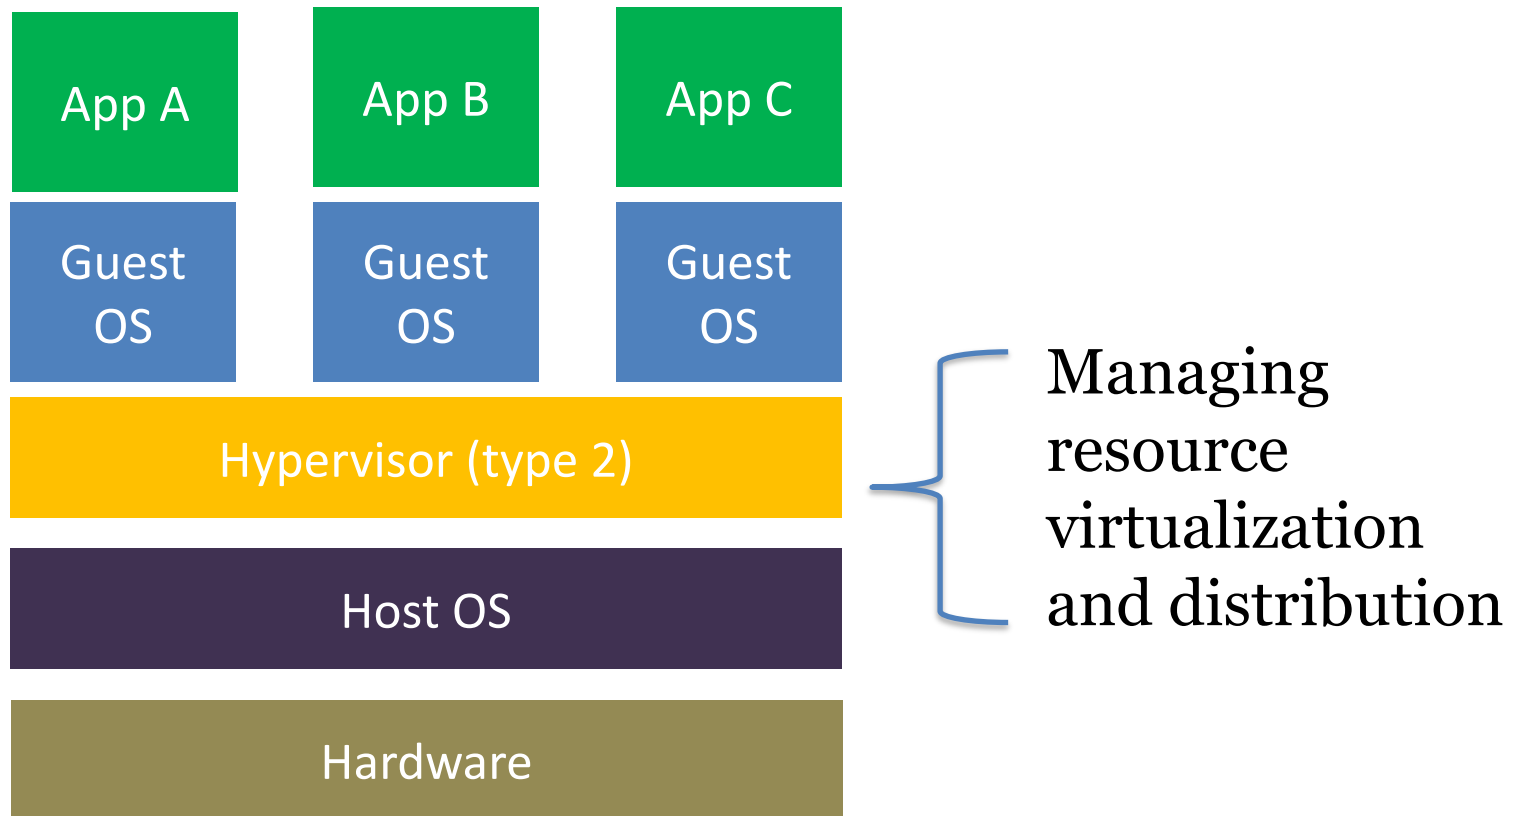 App A
App B
App C
Guest
OS
Guest
OS
Guest
OS
Hypervisor (type 2)
Host OS
Hardware
Managing
resource
virtualization
and distribution